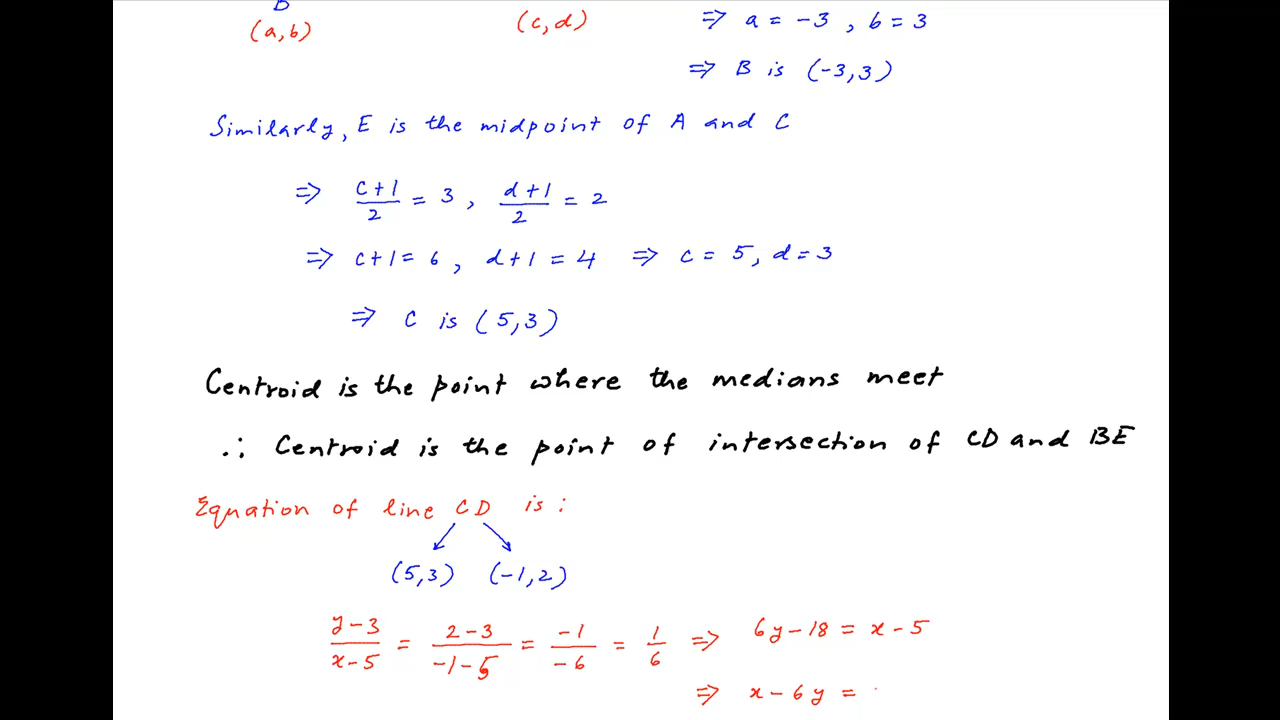 B
(a,b) (c,d) ⇒ a = -3 , b = 3
⇒ B is (-3,3)
Similarly, E is the midpoint of A and C
⇒ (c+1)/2 = 3 , (d+1)/2 = 2
⇒ c+1 = 6 , d+1 = 4 ⇒ c = 5, d = 3
⇒ C is (5,3)
Centroid is the point where the medians meet
∴ Centroid is the point of intersection of CD and BE
Equation of line CD is :
(5,3) (-1,2)
(y-3)/(x-5) = (2-3)/(-1-5) = -1/-6 = 1/6 ⇒ 6y-18 = x-5
⇒ x-6y =